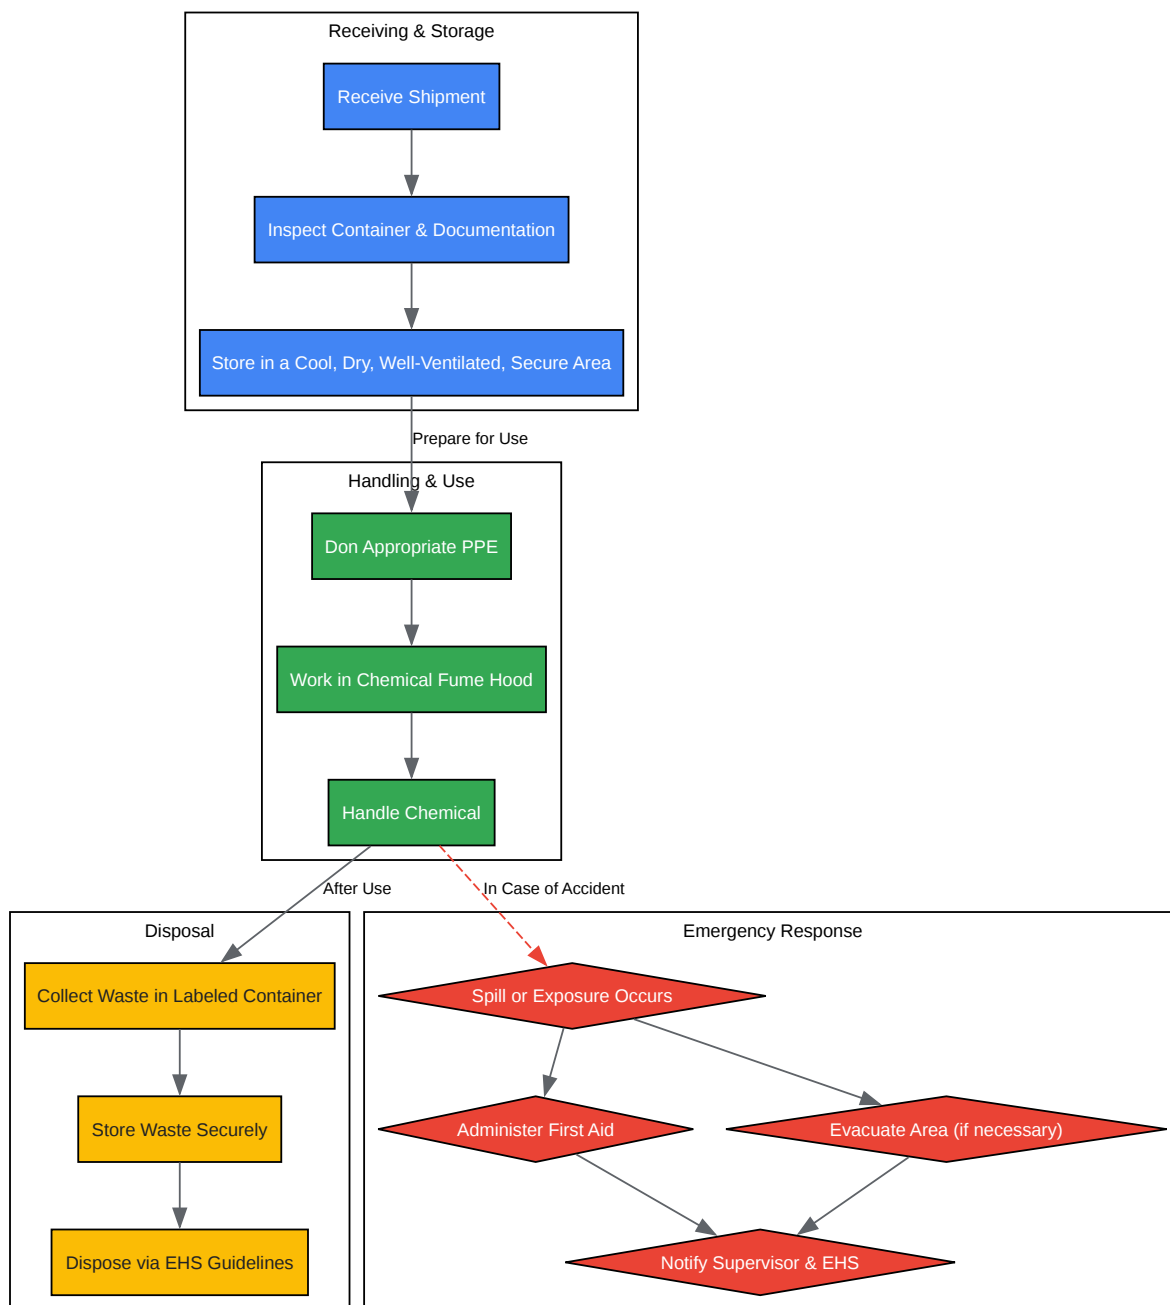 Receiving & Storage
Receive Shipment
Inspect Container & Documentation
Store in a Cool, Dry, Well-Ventilated, Secure Area
Prepare for Use
Handling & Use
Don Appropriate PPE
Work in Chemical Fume Hood
Handle Chemical
After Use
In Case of Accident
Disposal
Collect Waste in Labeled Container
Store Waste Securely
Dispose via EHS Guidelines
Emergency Response
Spill or Exposure Occurs
Administer First Aid
Evacuate Area (if necessary)
Notify Supervisor & EHS